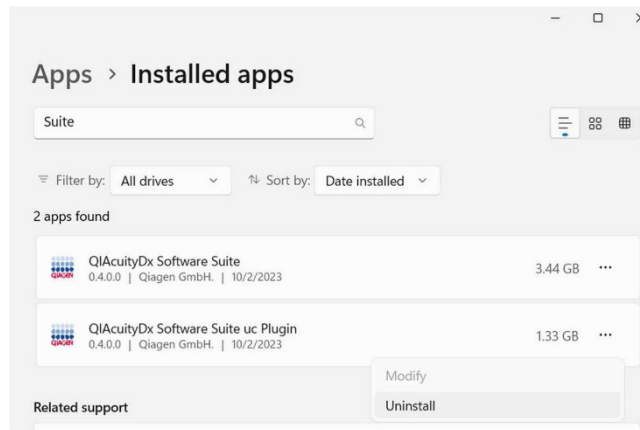 Apps > Installed apps
Suite
Filter by: All drives Sort by: Date installed
2 apps found
QIAcuityDx Software Suite
0.4.0.0 | Qiagen GmbH. | 10/2/2023
3.44 GB
QIAGEN
QIAcuityDx Software Suite uc Plugin
0.4.0.0 | Qiagen GmbH. | 10/2/2023
1.33 GB
QIAGEN
Modify
Uninstall
Related support